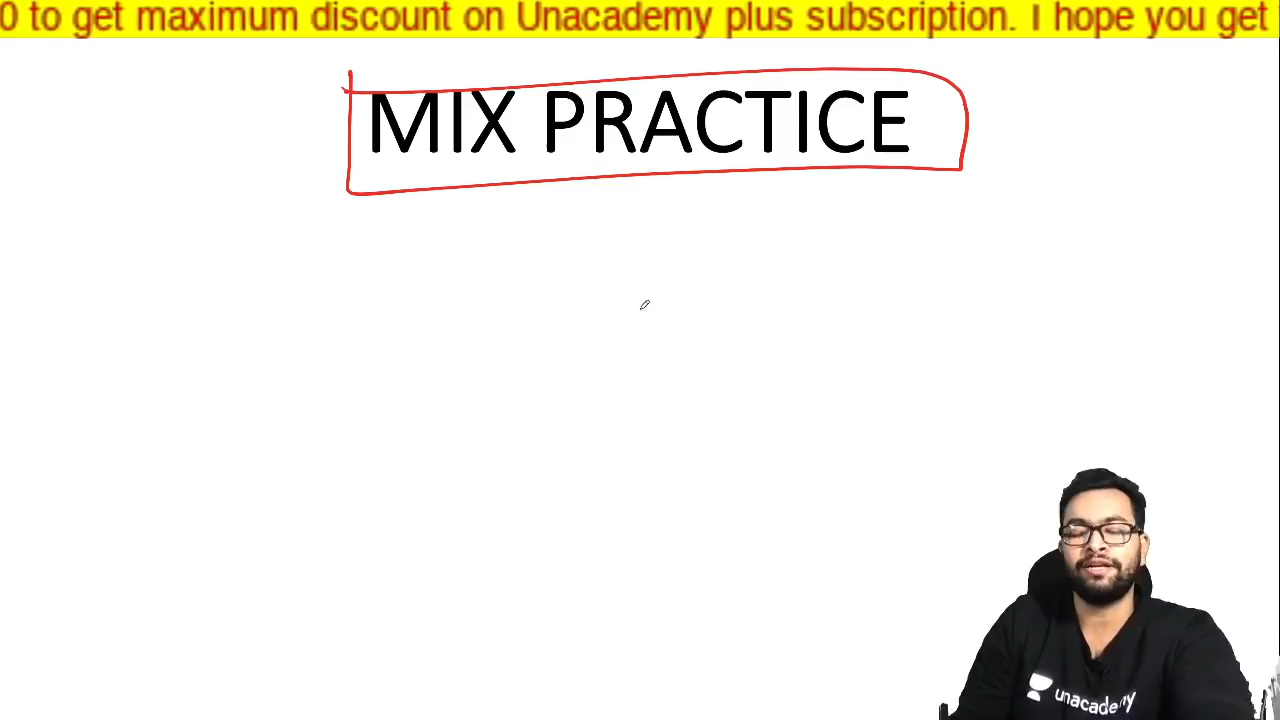 0 to get maximum discount on Unacademy plus subscription. I hope you get
MIX PRACTICE
unacademy